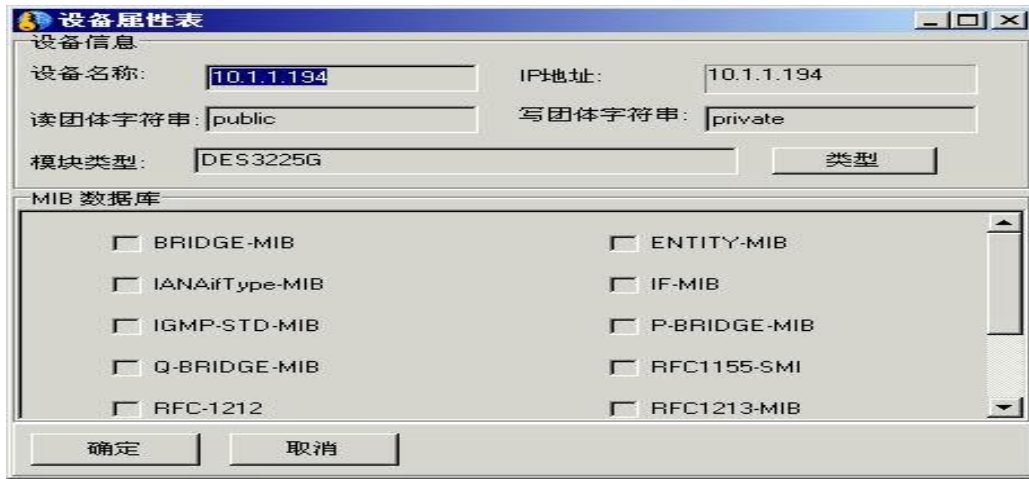 设备属性表
设备信息
设备名称: 10.1.1.194 IP地址: 10.1.1.194
读团体字符串: public 写团体字符串: private
模块类型: DES3225G 类型
MIB 数据库
BRIDGE-MIB ENTITY-MIB
IANAifType-MIB IF-MIB
IGMP-STD-MIB P-BRIDGE-MIB
Q-BRIDGE-MIB RFC1155-SMI
RFC-1212 RFC1213-MIB
确定 取消